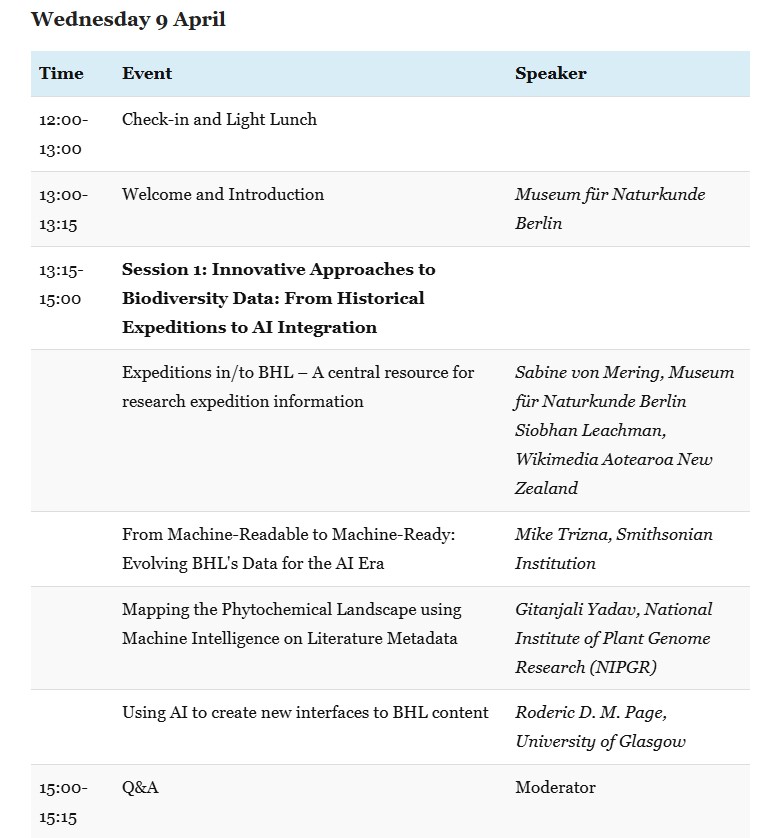 Wednesday 9 April
Time Event Speaker
12:00- Check-in and Light Lunch
13:00
13:00- Welcome and Introduction Museum für Naturkunde
13:15 Berlin
13:15- Session 1: Innovative Approaches to
15:00 Biodiversity Data: From Historical
Expeditions to AI Integration
Expeditions in/to BHL – A central resource for Sabine von Mering, Museum
research expedition information für Naturkunde Berlin
Siobhan Leachman,
Wikimedia Aotearoa New
Zealand
From Machine-Readable to Machine-Ready: Mike Trizna, Smithsonian
Evolving BHL's Data for the AI Era Institution
Mapping the Phytochemical Landscape using Gitanjali Yadav, National
Machine Intelligence on Literature Metadata Institute of Plant Genome
Research (NIPGR)
Using AI to create new interfaces to BHL content Roderic D. M. Page,
University of Glasgow
15:00- Q&A Moderator
15:15